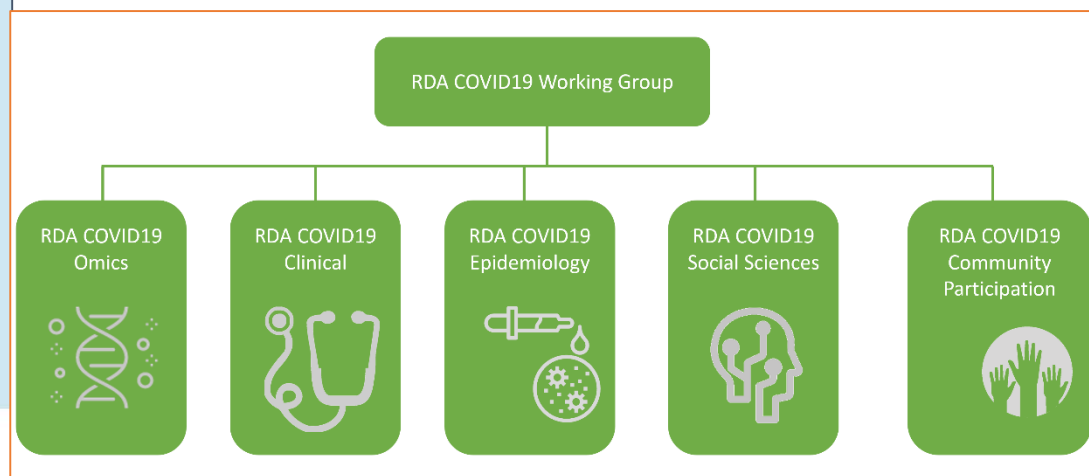 RDA COVID19 Working Group
RDA COVID19
Omics
RDA COVID19
Clinical
RDA COVID19
Epidemiology
RDA COVID19
Social Sciences
RDA COVID19
Community
Participation